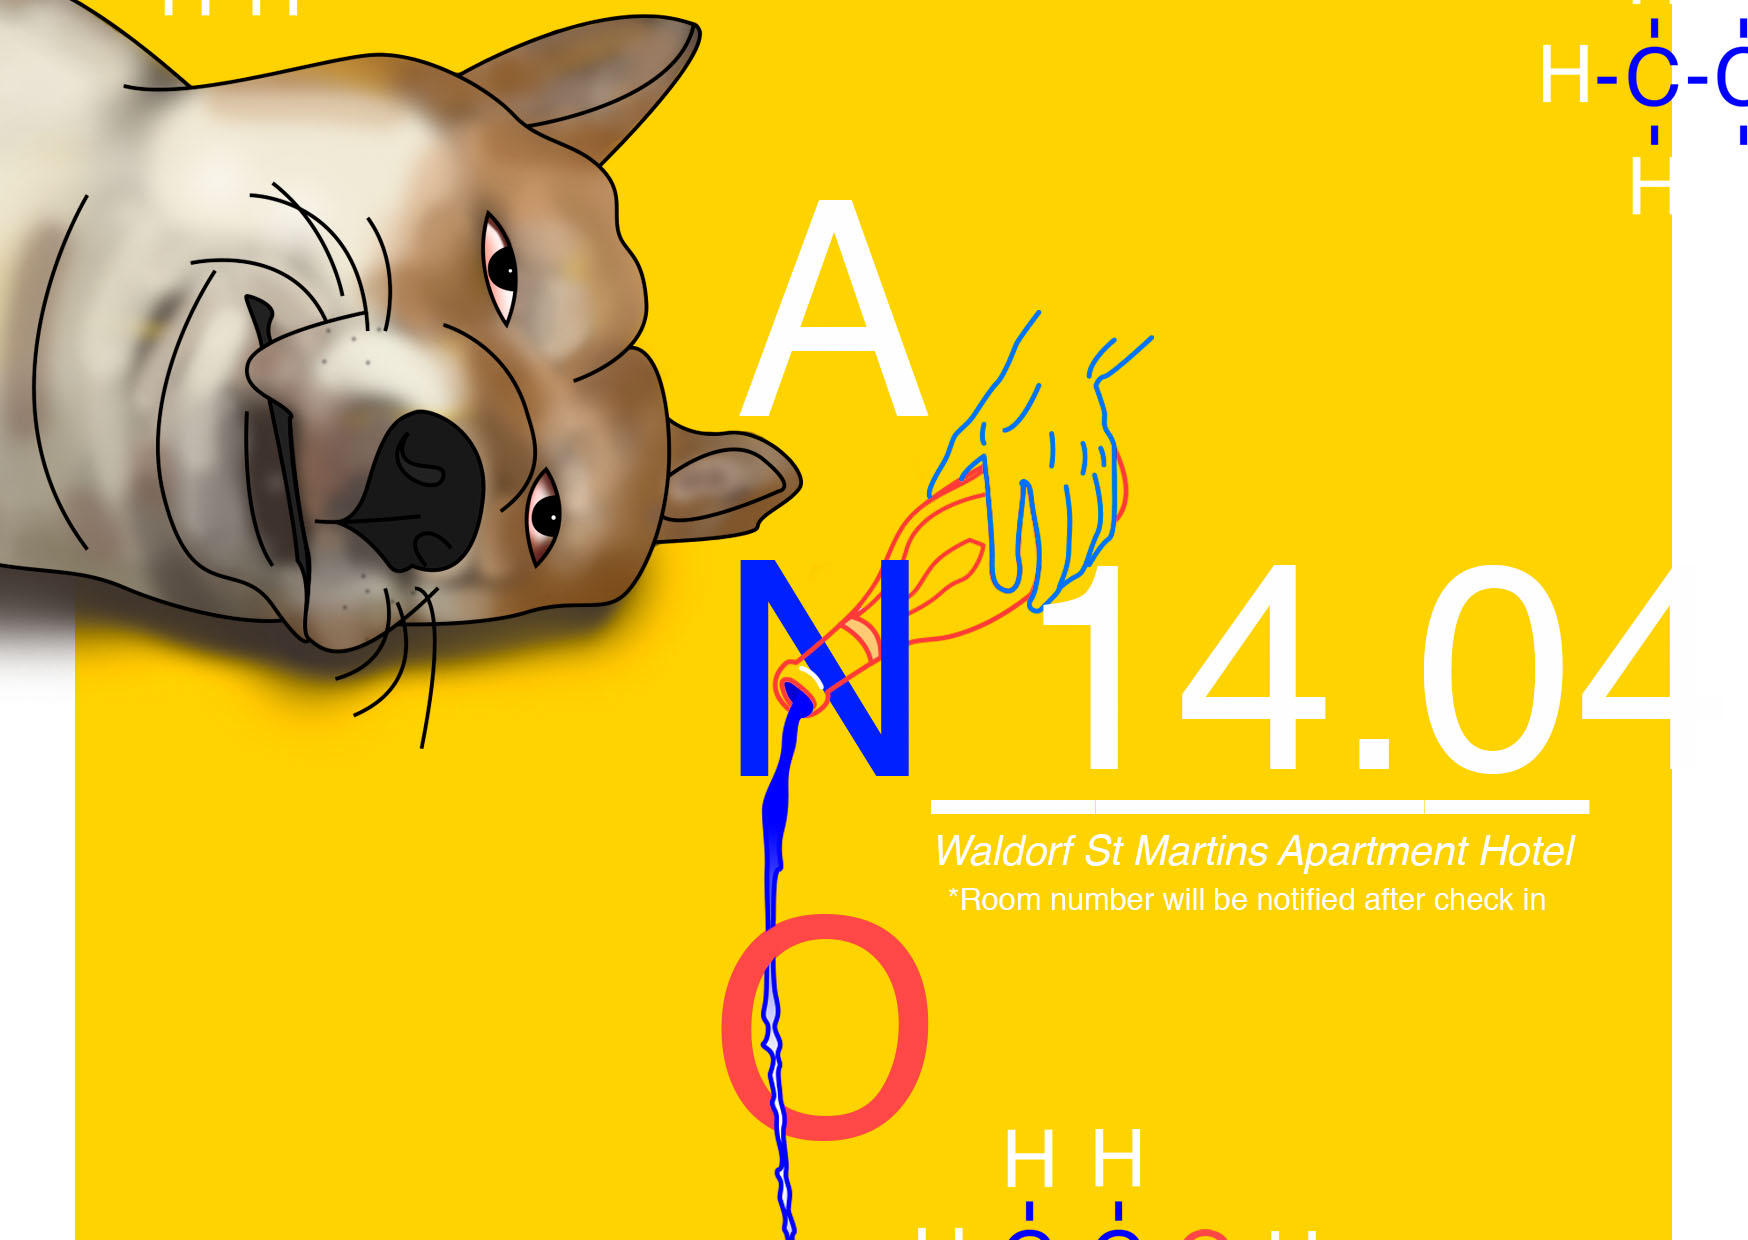 H H
H
H-C-C
H
A
N
14.04
Waldorf St Martins Apartment Hotel
*Room number will be notified after check in
O
H H
H C C O H